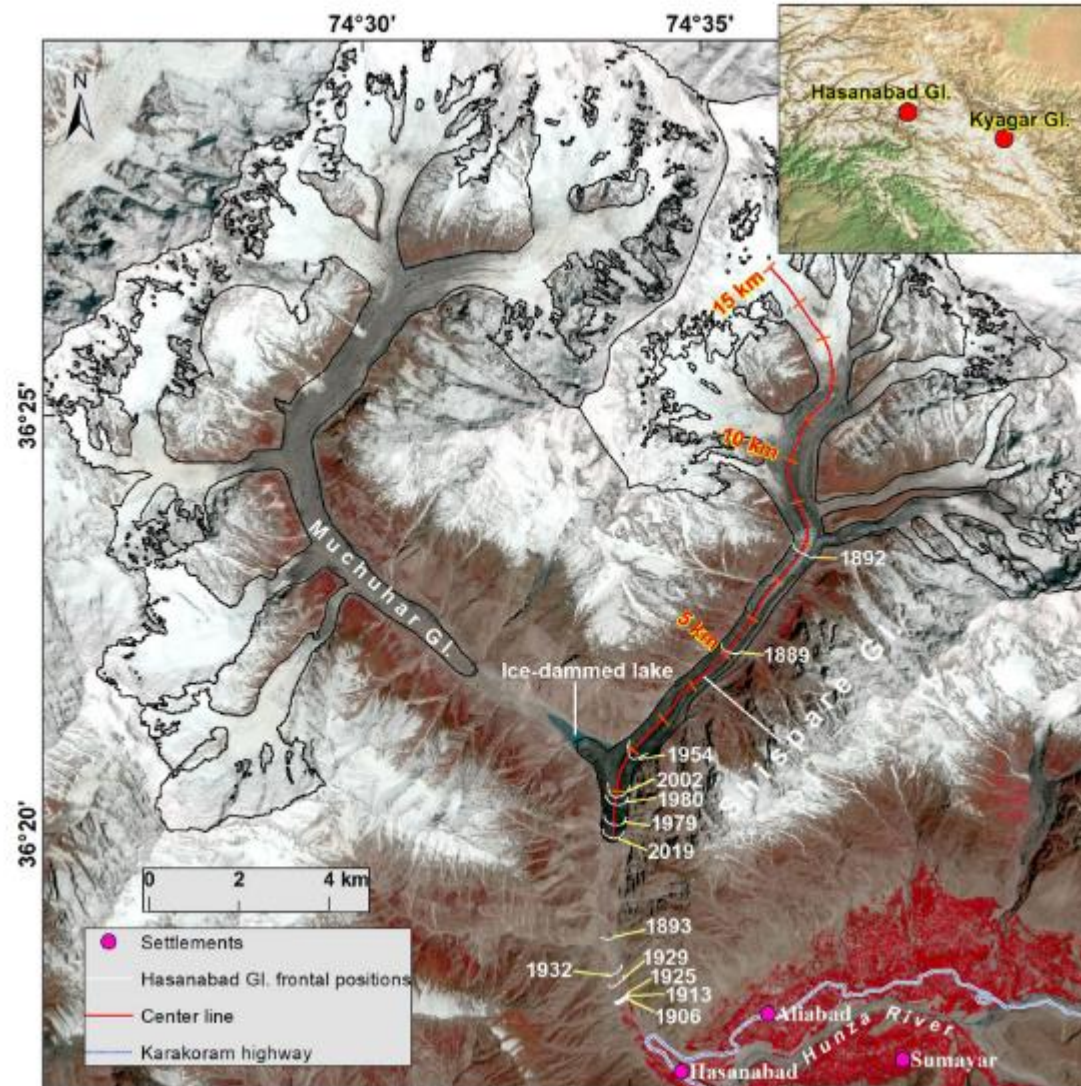 74°30'
74°35'
N
Hasanabad Gl.
Kyagar Gl.
15 km
36°25'
10 km
Muchuhar Gl.
1892
5 km
1889
Ice-dammed lake
Shispare Gl.
1954
2002
1980
36°20'
1979
2019
0 2 4 km
1893
Settlements
1929
1932
Hasanabad Gl. frontal positions
1925
1913
1906
Center line
Aliabad
Hunza River
Karakoram highway
Hasanabad
Sumayar